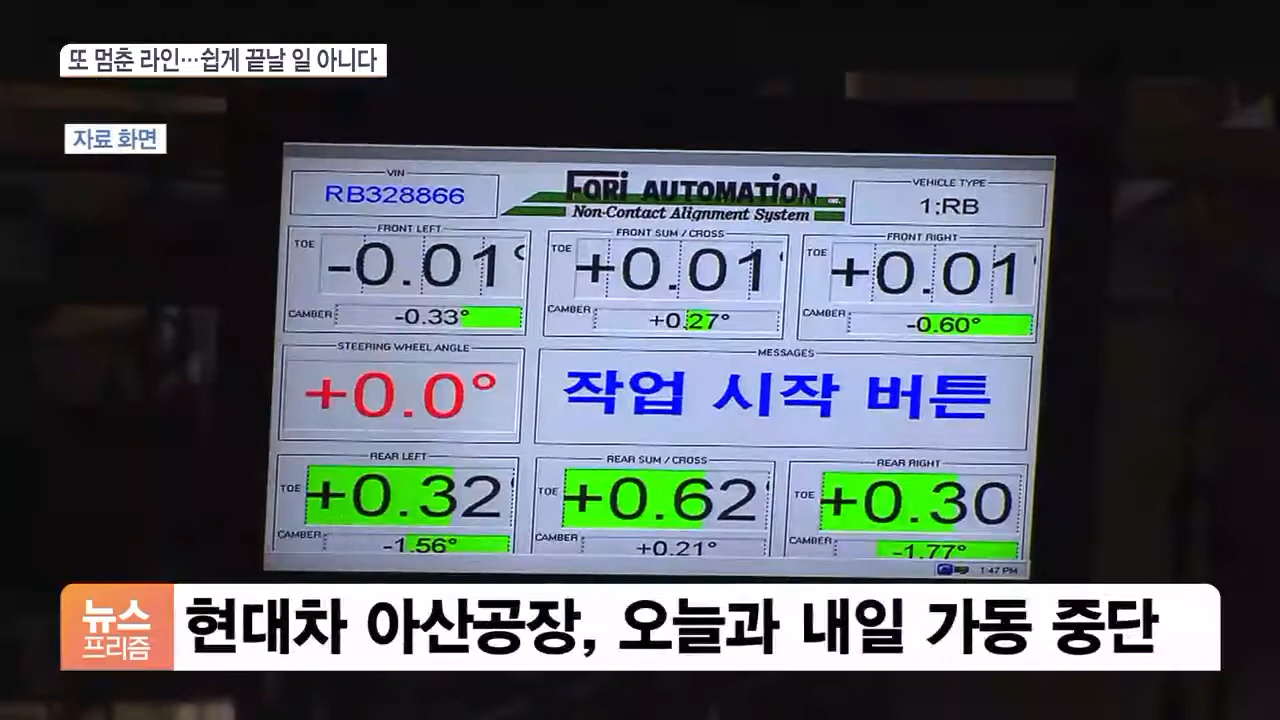 또 멈춘 라인…쉽게 끝날 일 아니다
자료 화면
VIN
RB328866
FORI AUTOMATION INC.
Non-Contact Alignment System
VEHICLE TYPE
1:RB
FRONT LEFT
TOE
-0.01°
CAMBER
-0.33°
FRONT SUM / CROSS
TOE
+0.01°
CAMBER
+0.27°
FRONT RIGHT
TOE
+0.01
CAMBER
-0.60°
STEERING WHEEL ANGLE
+0.0°
MESSAGES
작업 시작 버튼
REAR LEFT
TOE
+0.32°
CAMBER
-1.56°
REAR SUM / CROSS
TOE
+0.62°
CAMBER
+0.21°
REAR RIGHT
TOE
+0.30
CAMBER
-1.77°
1:47 PM
뉴스
프리즘
현대차 아산공장, 오늘과 내일 가동 중단